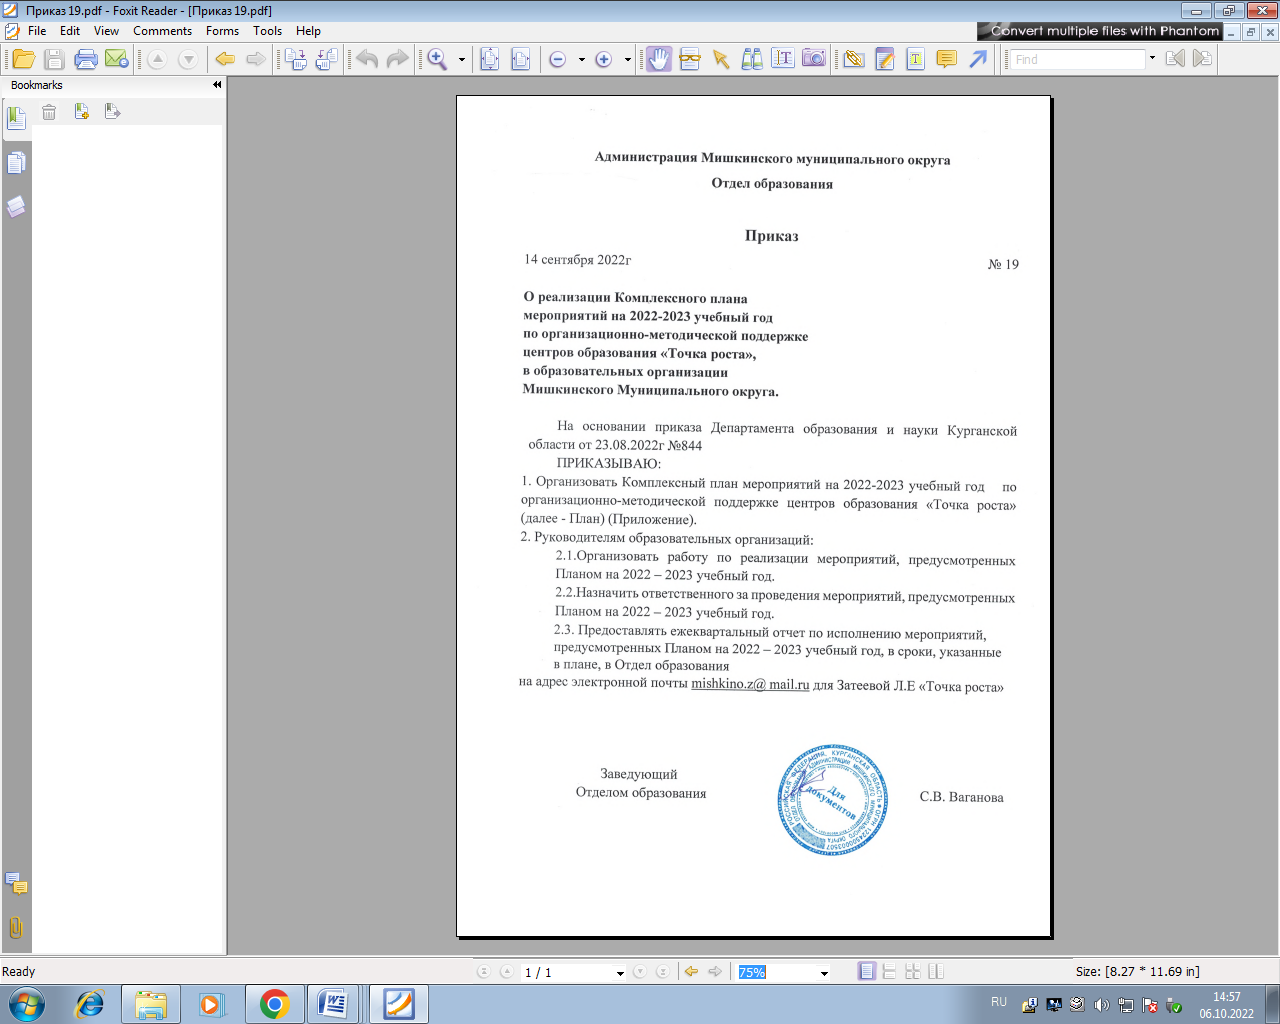 Приказ 19.pdf - Foxit Reader - [Приказ 19.pdf]
File Edit View Comments Forms Tools Help
Convert multiple files with Phantom
Find
Bookmarks
Администрация Мишкинского муниципального округа
Отдел образования
Приказ
14 сентября 2022г № 19
О реализации Комплексного плана
мероприятий на 2022-2023 учебный год
по организационно-методической поддержке
центров образования «Точка роста»,
в образовательных организации
Мишкинского Муниципального округа.
На основании приказа Департамента образования и науки Курганской
области от 23.08.2022г №844
ПРИКАЗЫВАЮ:
1. Организовать Комплексный план мероприятий на 2022-2023 учебный год по
организационно-методической поддержке центров образования «Точка роста»
(далее - План) (Приложение).
2. Руководителям образовательных организаций:
2.1.Организовать работу по реализации мероприятий, предусмотренных
Планом на 2022 – 2023 учебный год.
2.2.Назначить ответственного за проведения мероприятий, предусмотренных
Планом на 2022 – 2023 учебный год.
2.3. Предоставлять ежеквартальный отчет по исполнению мероприятий,
предусмотренных Планом на 2022 – 2023 учебный год, в сроки, указанные
в плане, в Отдел образования
на адрес электронной почты mishkino.z@ mail.ru для Затеевой Л.Е «Точка роста»
Заведующий
Отделом образования
Для
документов
С.В. Ваганова
Ready
1 / 1
75%
Size: [8.27 * 11.69 in]
RU
14:57
06.10.2022